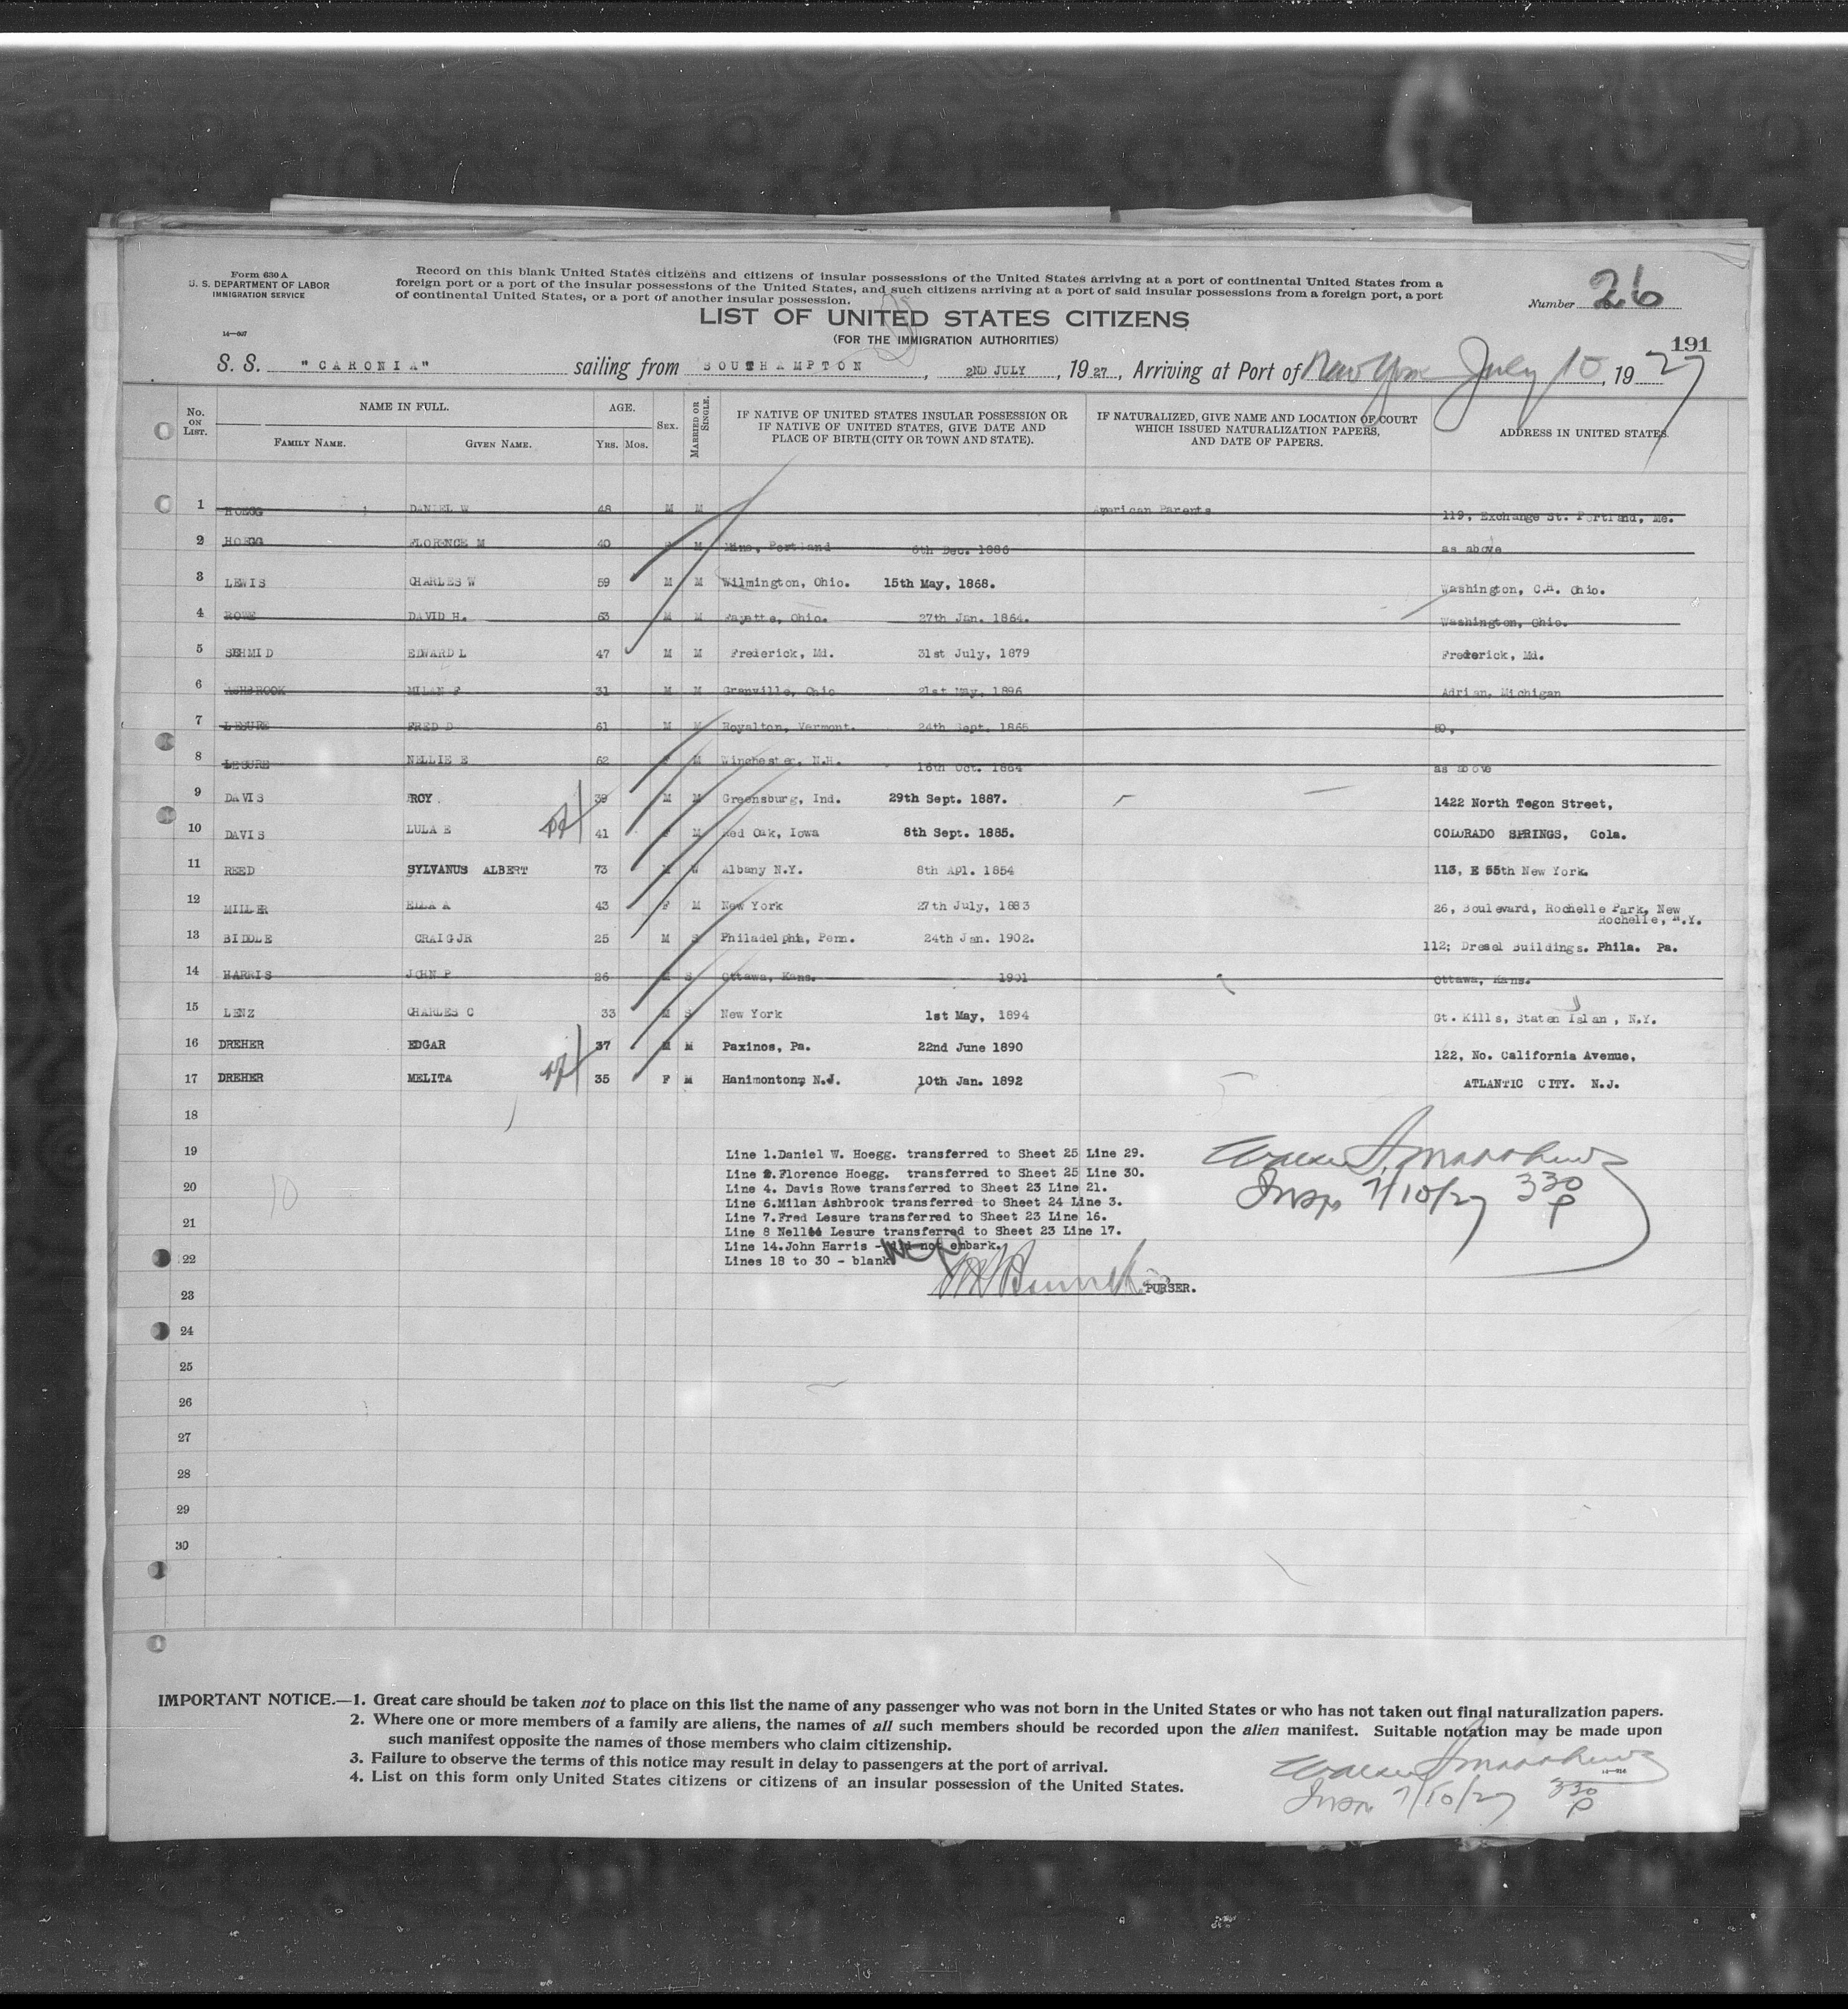 Form 630 A
U. S. DEPARTMENT OF LABOR
IMMIGRATION SERVICE
14—687
Record on this blank United States citizens and citizens of insular possessions of the United States arriving at a port of continental United States from a
foreign port or a port of the insular possessions of the United States, and such citizens arriving at a port of said insular possessions from a foreign port, a port
of continental United States, or a port of another insular possession.
Number 26
LIST OF UNITED STATES CITIZENS
(FOR THE IMMIGRATION AUTHORITIES)
191
S. S. "CARONIA" sailing from SOUTHAMPTON, 2ND JULY, 1927, Arriving at Port of New York July 10, 1927
No. ON LIST. NAME IN FULL. AGE. SEX. MARRIED OR SINGLE. IF NATIVE OF UNITED STATES INSULAR POSSESSION OR IF NATIVE OF UNITED STATES, GIVE DATE AND PLACE OF BIRTH (CITY OR TOWN AND STATE). IF NATURALIZED, GIVE NAME AND LOCATION OF COURT WHICH ISSUED NATURALIZATION PAPERS, AND DATE OF PAPERS. ADDRESS IN UNITED STATES.
FAMILY NAME. GIVEN NAME. YRS. MOS.
1 HOEGG DANIEL W 48 M M American Parents 119, Exchange St. Portland, Me.
2 HOEGG FLORENCE M 40 F M , Portland 6th Dec. 1886 as above
3 LEWIS CHARLES W 59 M M Wilmington, Ohio. 15th May, 1868. Washington, C.H. Ohio.
4 ROWE DAVID H. 63 M M Fayatte, Ohio. 27th Jan. 1864. Washington, Ohio.
5 SEHMID EDWARD L 47 M M Frederick, Md. 31st July, 1879 Frederick, Md.
6 ASHBROOK MILAN F 31 M M Granville, Ohio 21st May, 1896 Adrian, Michigan
7 LESURE FRED D 61 M M Royalton, Vermont. 24th Sept. 1865 50,
8 LESURE NELLIE E 62 F M Winchester, N.H. 16th Oct. 1864 as above
9 DAVIS ROY 39 M M Greensburg, Ind. 29th Sept. 1887. 1422 North Tegon Street,
10 DAVIS LULA E 41 F M Red Oak, Iowa 8th Sept. 1885. COLORADO SPRINGS, Cola.
11 REED SYLVANUS ALBERT 73 M W Albany N.Y. 8th Apl. 1854 113, E 55th New York.
12 MILLER ELLA A 43 F M New York 27th July, 1883 26, Boulevard, Rochelle Park, New
Rochelle, N.Y.
13 BIDDLE CRAIG JR 25 M S Philadelphia, Penn. 24th Jan. 1902. 112; Dresel Buildings. Phila. Pa.
14 HARRIS JOHN P 26 M S Ottawa, Kans. 1901 Ottawa, Kans.
15 LENZ CHARLES C 33 M S New York 1st May, 1894 Gt. Kills, Staten Islan , N.Y.
16 DREHER EDGAR 37 M M Paxinos, Pa. 22nd June 1890 122, No. California Avenue,
17 DREHER MELITA 35 F M Hanimonton, N.J. 10th Jan. 1892 ATLANTIC CITY. N.J.
18
19 Line 1.Daniel W. Hoegg. transferred to Sheet 25 Line 29.
Line 2.Florence Hoegg. transferred to Sheet 25 Line 30.
20 Line 4. Davis Rowe transferred to Sheet 23 Line 21.
Line 6.Milan Ashbrook transferred to Sheet 24 Line 3.
21 Line 7.Fred Lesure transferred to Sheet 23 Line 16.
Line 8 Nellie Lesure transferred to Sheet 23 Line 17.
Line 14.John Harris - did not embark.
22 Lines 18 to 30 - blank
Insp 7/10/27 330 P
10
23 PURSER.
24
25
26
27
28
29
30
IMPORTANT NOTICE.—1. Great care should be taken not to place on this list the name of any passenger who was not born in the United States or who has not taken out final naturalization papers.
2. Where one or more members of a family are aliens, the names of all such members should be recorded upon the alien manifest. Suitable notation may be made upon
such manifest opposite the names of those members who claim citizenship.
3. Failure to observe the terms of this notice may result in delay to passengers at the port of arrival.
4. List on this form only United States citizens or citizens of an insular possession of the United States.
Insp 7/10/27 330 P